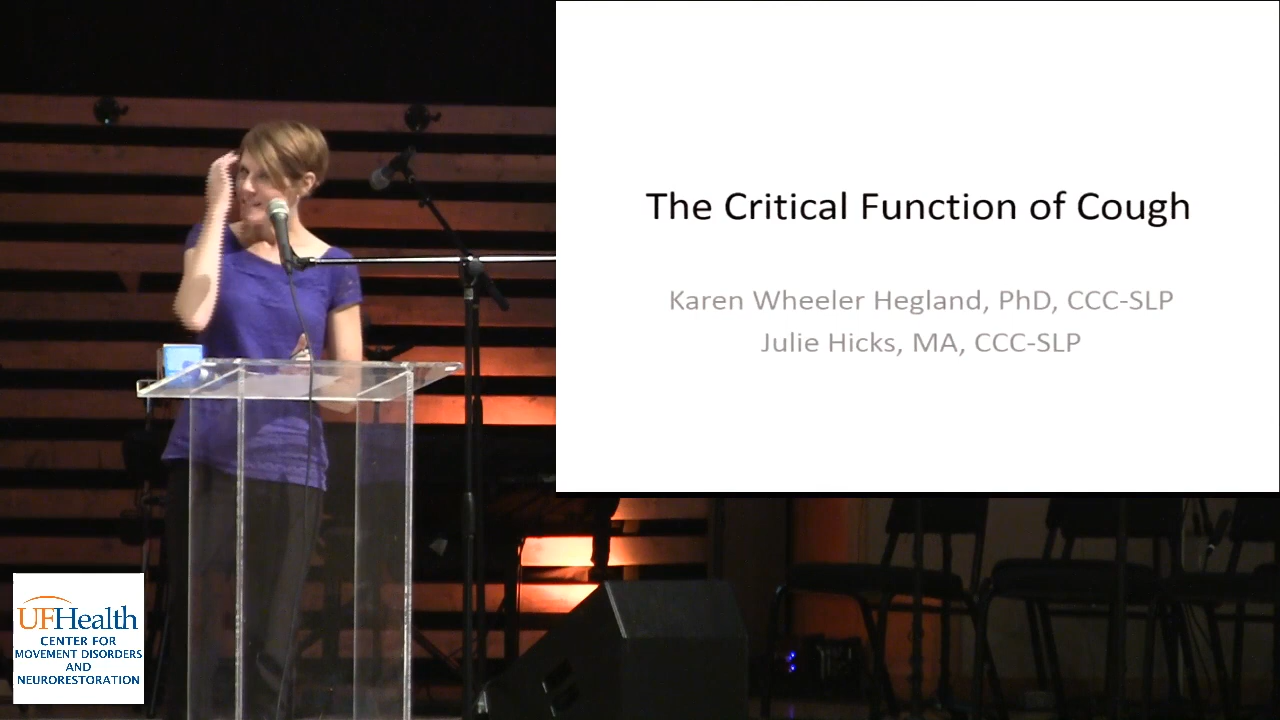 The Critical Function of Cough
Karen Wheeler Hegland, PhD, CCC-SLP
Julie Hicks, MA, CCC-SLP
UFHealth
CENTER FOR
MOVEMENT DISORDERS
AND
NEURORESTORATION